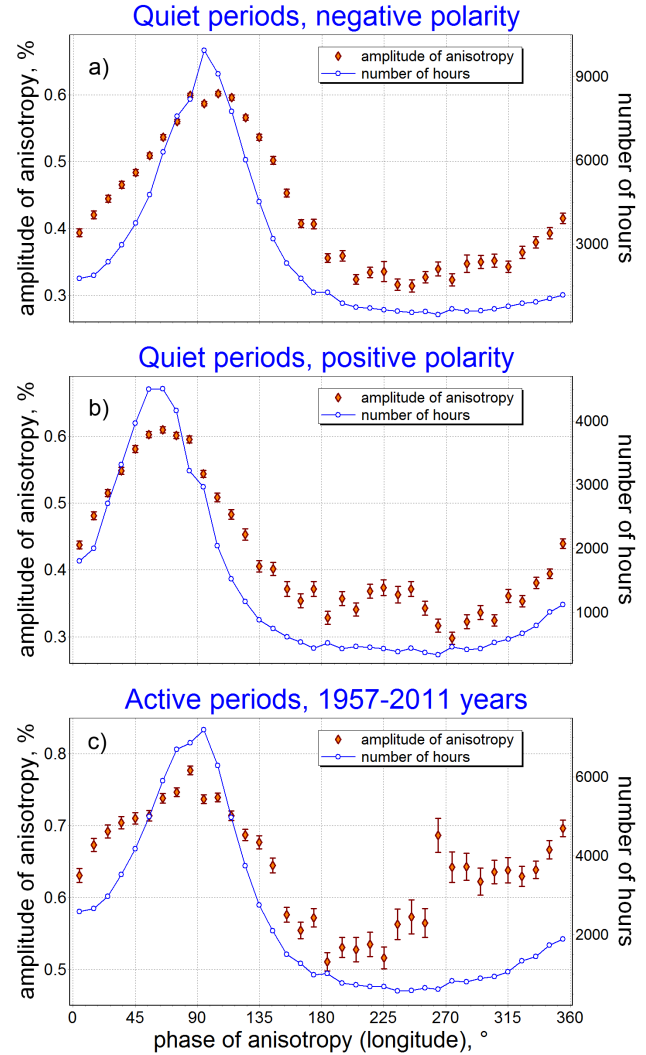 Quiet periods, negative polarity
a)
amplitude of anisotropy
number of hours
amplitude of anisotropy, %
0.6
0.5
0.4
0.3
9000
6000
3000
number of hours
Quiet periods, positive polarity
b)
amplitude of anisotropy
number of hours
amplitude of anisotropy, %
0.6
0.5
0.4
0.3
4000
3000
2000
1000
number of hours
Active periods, 1957-2011 years
c)
amplitude of anisotropy
number of hours
amplitude of anisotropy, %
0.8
0.7
0.6
0.5
6000
4000
2000
number of hours
0 45 90 135 180 225 270 315 360
phase of anisotropy (longitude), °